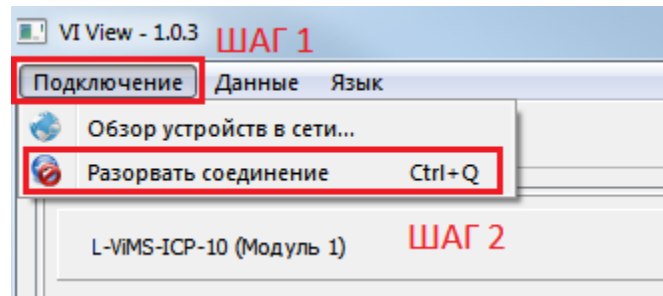 VI View - 1.0.3
ШАГ 1
Подключение Данные Язык
Обзор устройств в сети...
Разорвать соединение Ctrl+Q
L-ViMS-ICP-10 (Модуль 1)
ШАГ 2